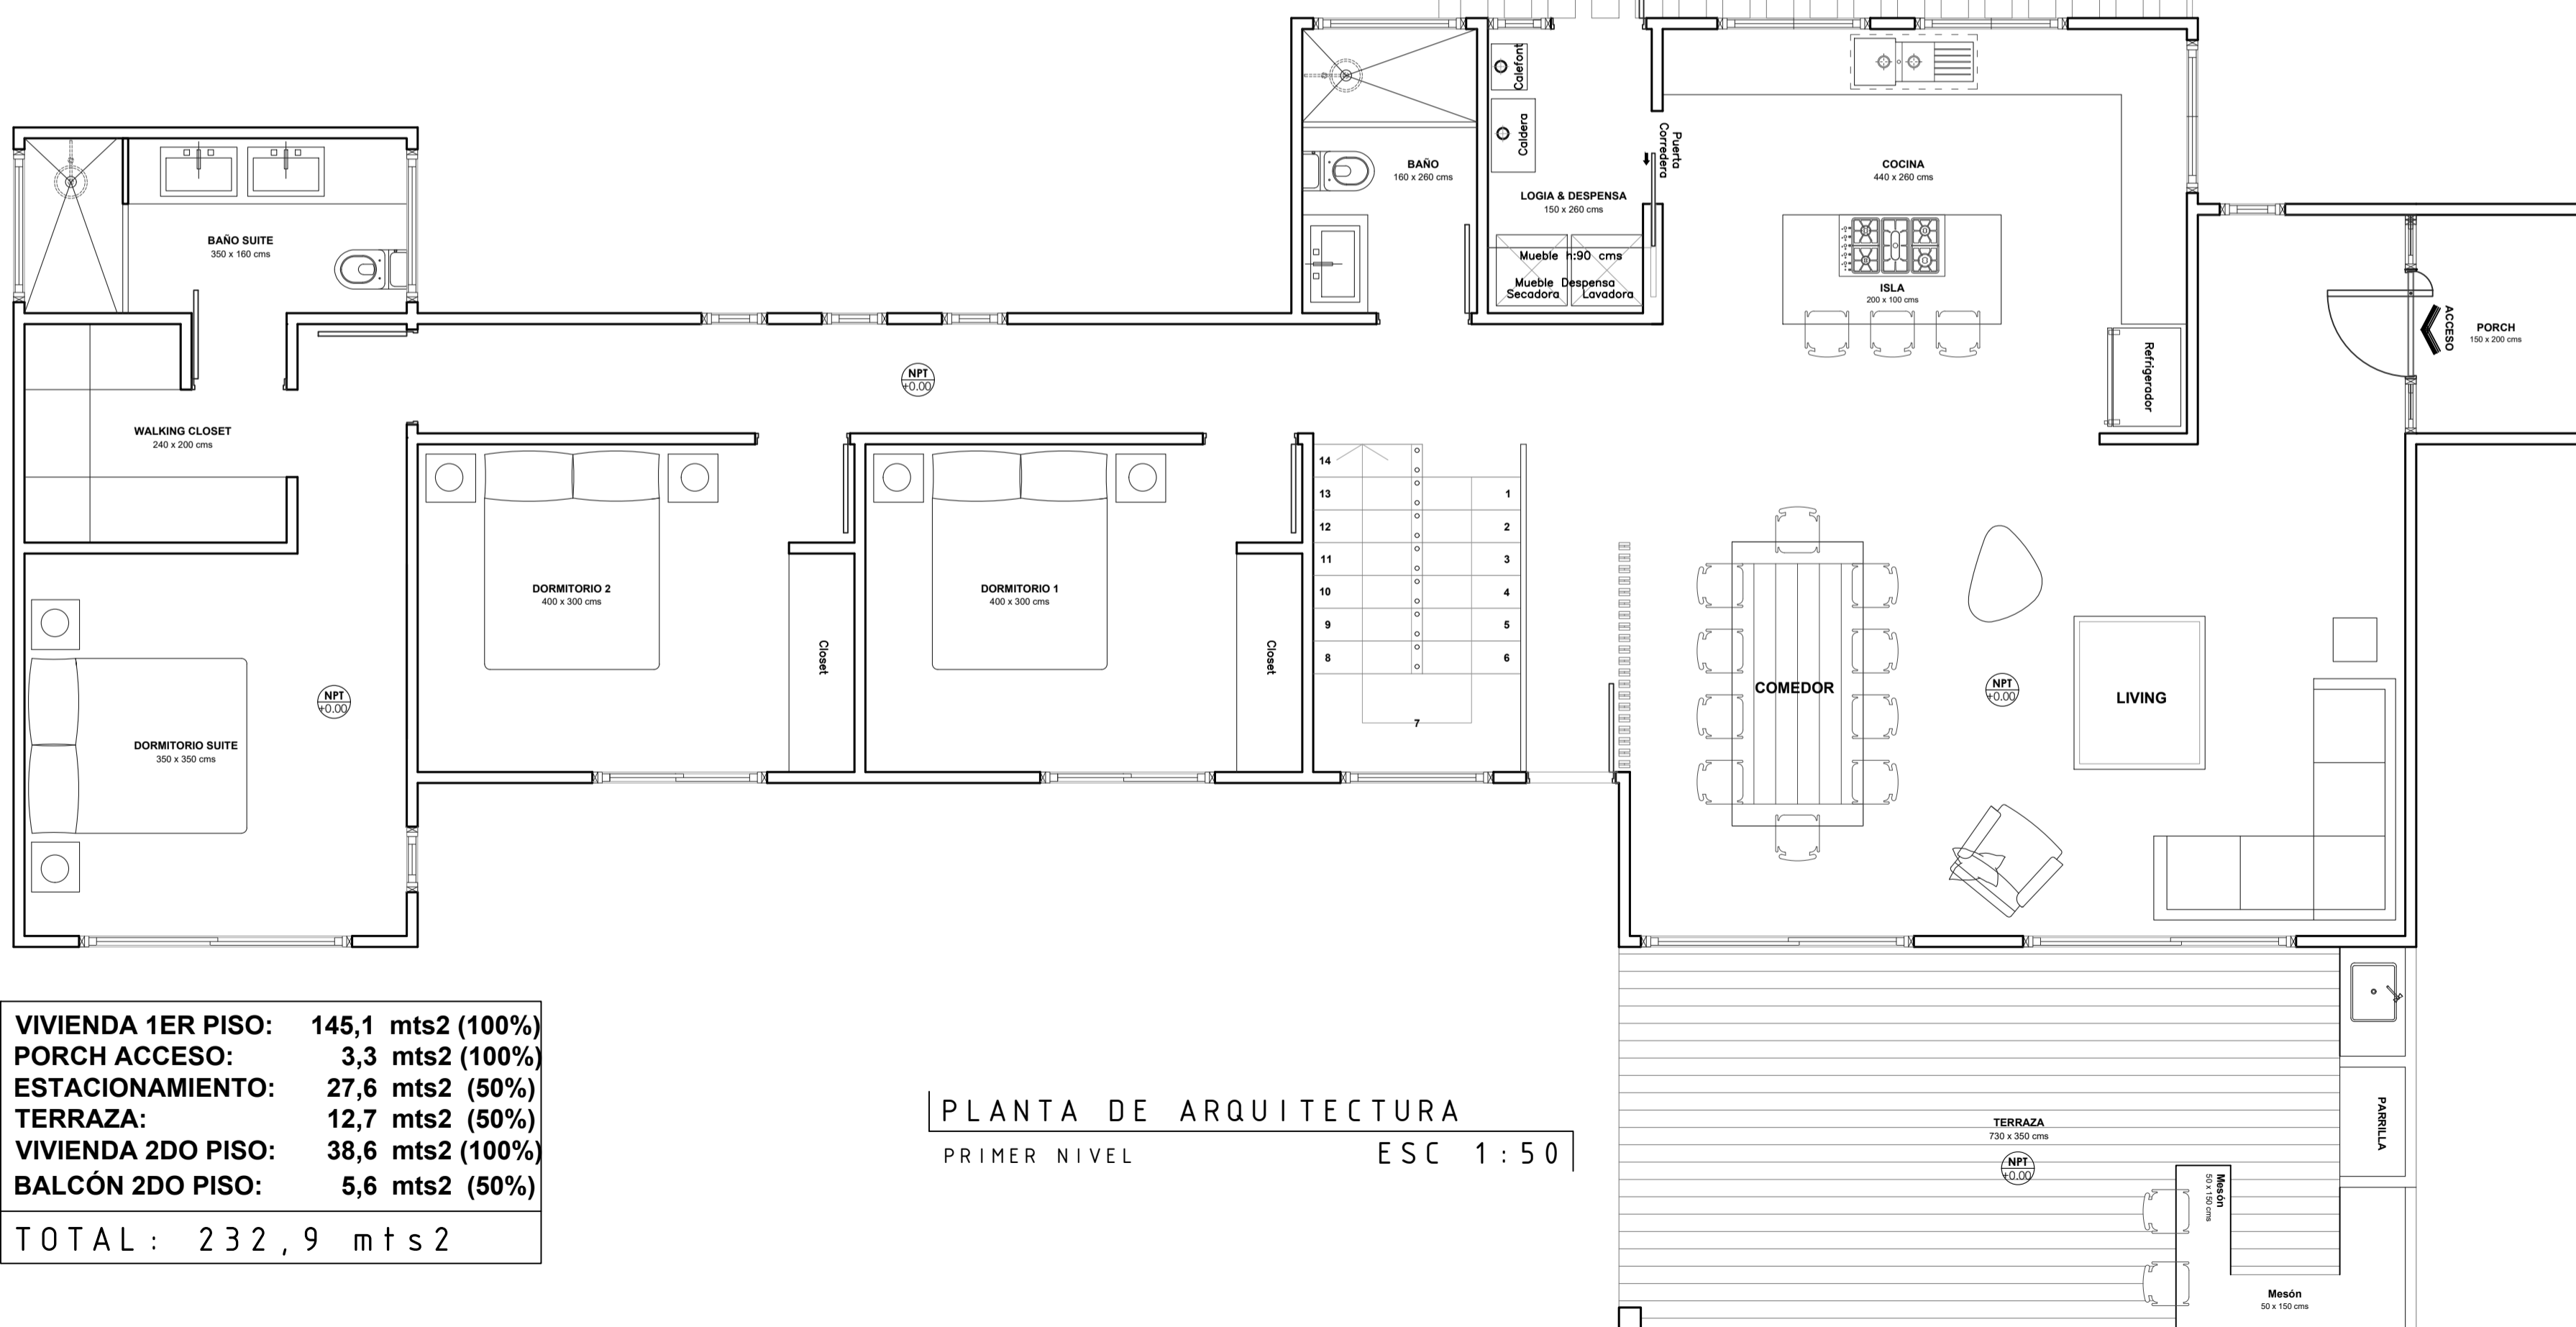 Calefont
Caldera
Puerta
Corredera
BAÑO
160 x 260 cms
LOGIA & DESPENSA
150 x 260 cms
Mueble h:90 cms
Mueble Despensa
Secadora
Lavadora
COCINA
440 x 260 cms
ISLA
200 x 100 cms
Refrigerador
ACCESO
PORCH
150 x 200 cms
BAÑO SUITE
350 x 160 cms
NPT
+0.00
WALKING CLOSET
240 x 200 cms
DORMITORIO 2
400 x 300 cms
Closet
DORMITORIO 1
400 x 300 cms
Closet
14
13
12
11
10
9
8
1
2
3
4
5
6
7
COMEDOR
NPT
+0.00
LIVING
NPT
+0.00
DORMITORIO SUITE
350 x 350 cms
VIVIENDA 1ER PISO: 145,1 mts2 (100%)
PORCH ACCESO: 3,3 mts2 (100%)
ESTACIONAMIENTO: 27,6 mts2 (50%)
TERRAZA: 12,7 mts2 (50%)
VIVIENDA 2DO PISO: 38,6 mts2 (100%)
BALCÓN 2DO PISO: 5,6 mts2 (50%)
TOTAL: 232,9 mts2
PLANTA DE ARQUITECTURA
PRIMER NIVEL ESC 1:50
TERRAZA
730 x 350 cms
NPT
+0.00
PARRILLA
Mesón
50 x 150 cms
Mesón
50 x 150 cms